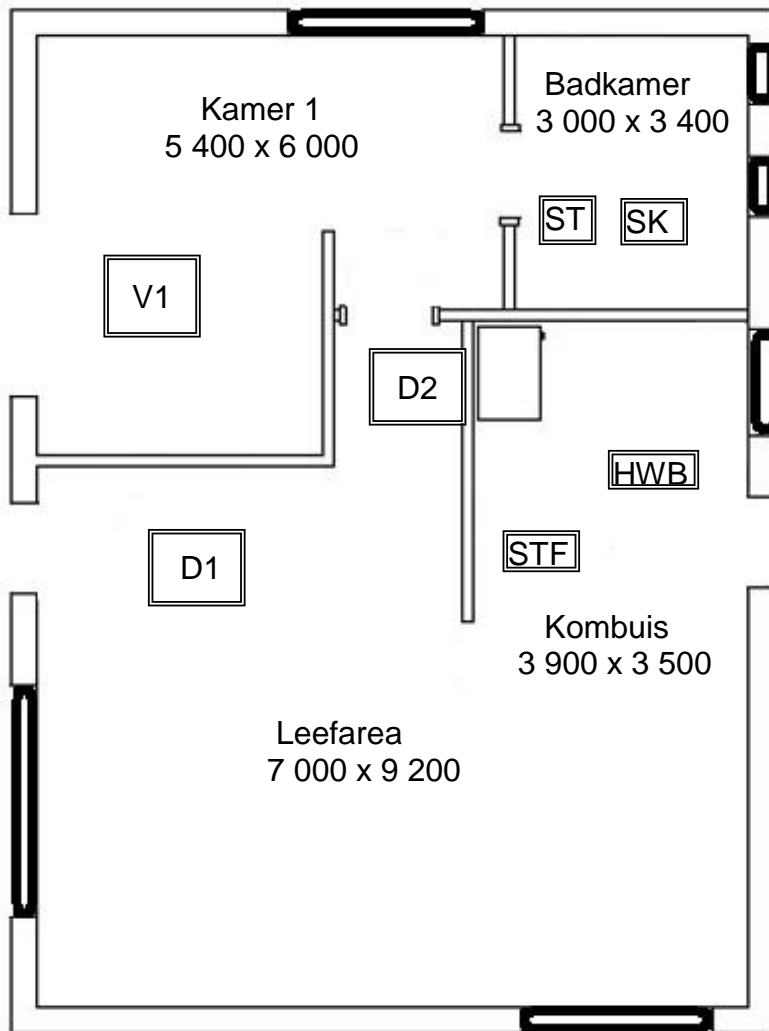 Kamer 1
5 400 x 6 000
Badkamer
3 000 x 3 400
ST
SK
V1
D2
HWB
STF
D1
Kombuis
3 900 x 3 500
Leefarea
7 000 x 9 200